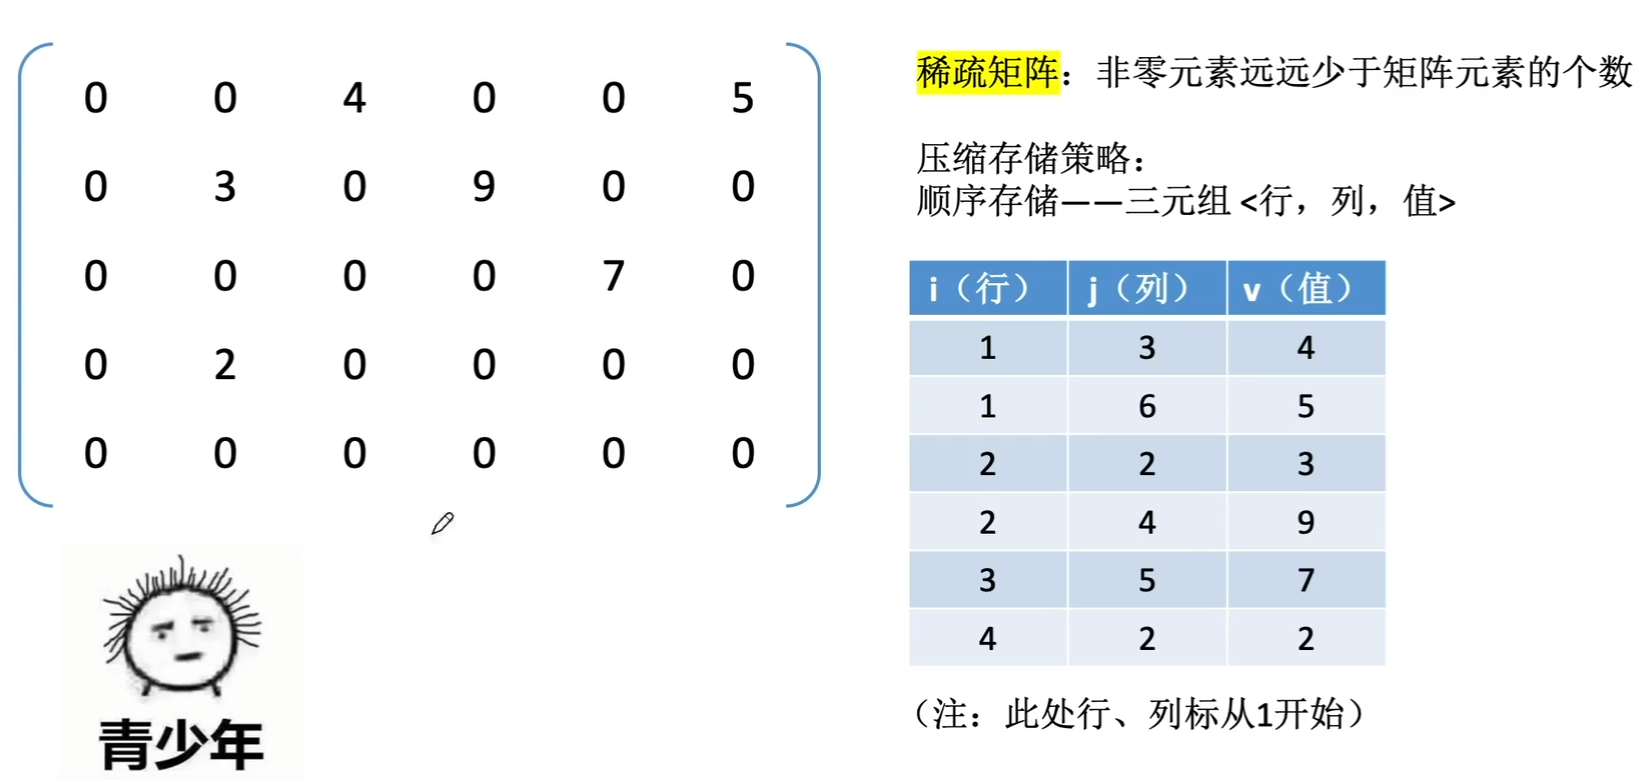 0 0 4 0 0 5
0 3 0 9 0 0
0 0 0 0 7 0
0 2 0 0 0 0
0 0 0 0 0 0
青少年
稀疏矩阵：非零元素远远少于矩阵元素的个数
压缩存储策略：
顺序存储——三元组 <行，列，值>
i（行） j（列） v（值）
1 3 4
1 6 5
2 2 3
2 4 9
3 5 7
4 2 2
（注：此处行、列标从1开始）